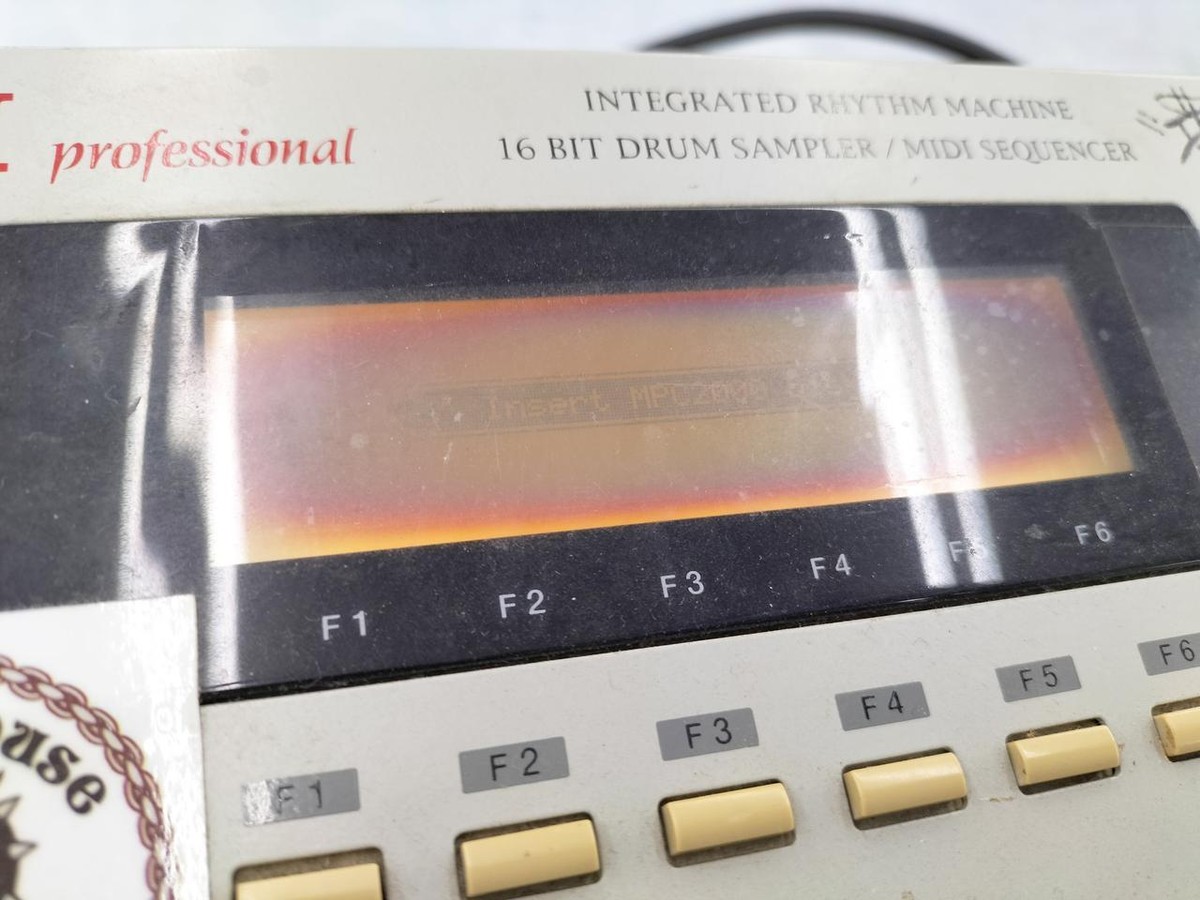 professional
INTEGRATED RHYTHM MACHINE
16 BIT DRUM SAMPLER / MIDI SEQUENCER
Insert MPC2000
F1 F2 F3 F4 F5 F6
F1 F2 F3 F4 F5 F6